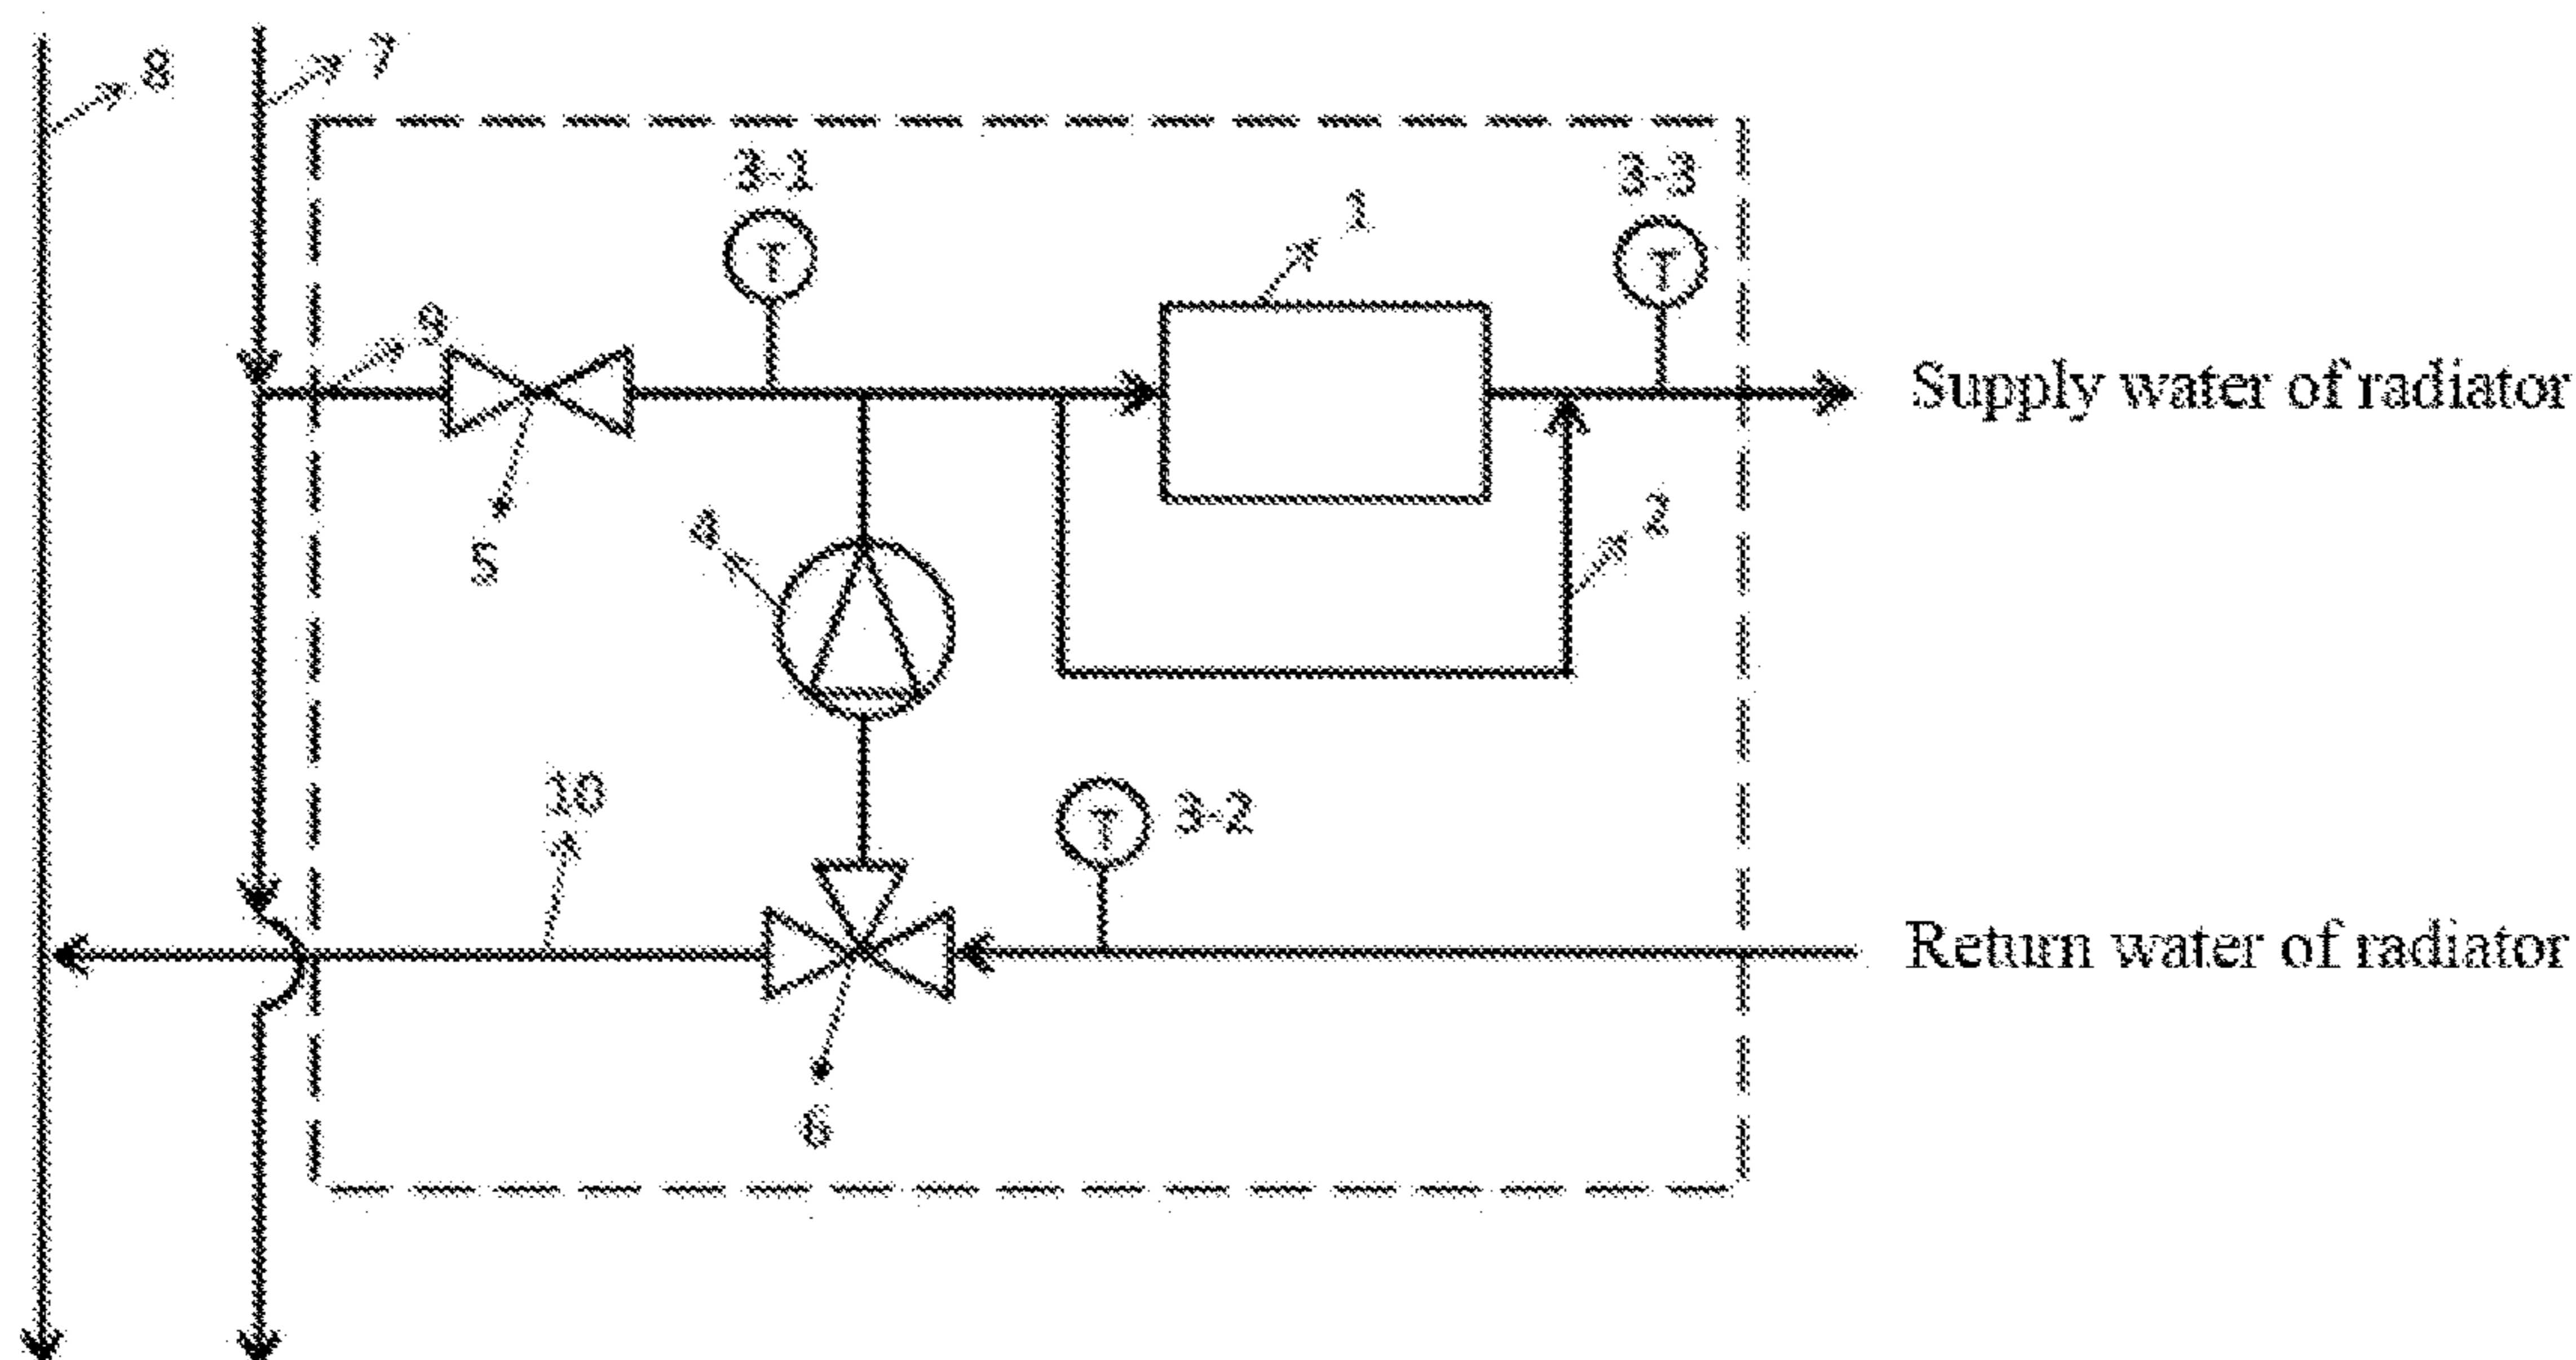 8
7
3-1
3-3
1
T
T
9
Supply water of radiator
5
4
2
10
T
3-2
Return water of radiator
6